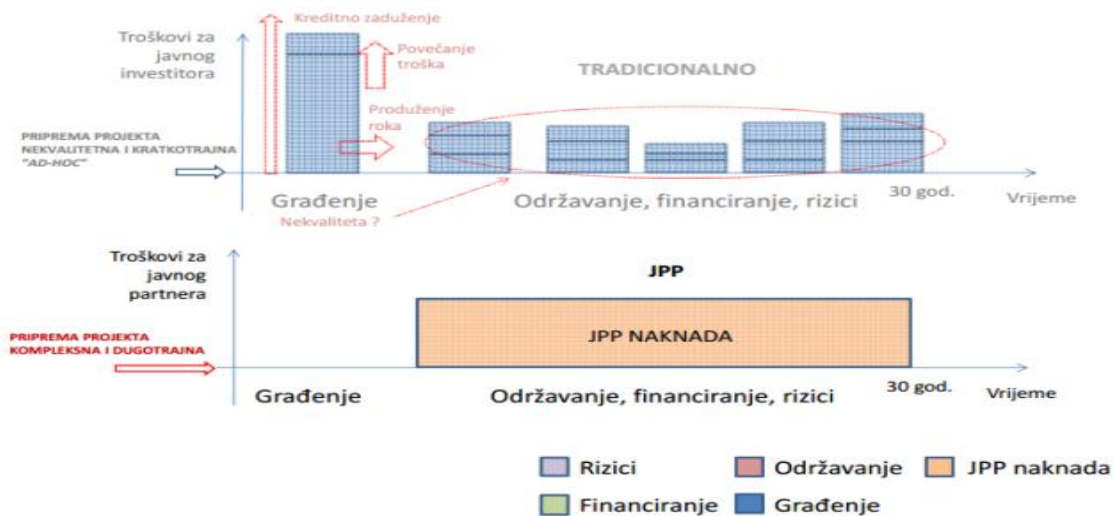 Kreditno zaduženje
Troškovi za
javnog
investitora
Povečanje
troška
TRADICIONALNO
Produženje
roka
PRIPREMA PROJEKTA
NEKVALITETNA I KRATKOTRAJNA
"AD-HOC"
Građenje
Održavanje, financiranje, rizici
30 god.
Vrijeme
Nekvaliteta ?
Troškovi za
javnog
partnera
JPP
JPP NAKNADA
PRIPREMA PROJEKTA
KOMPLEKSNA I DUGOTRAJNA
Građenje
Održavanje, financiranje, rizici
30 god.
Vrijeme
Rizici
Održavanje
JPP naknada
Financiranje
Građenje